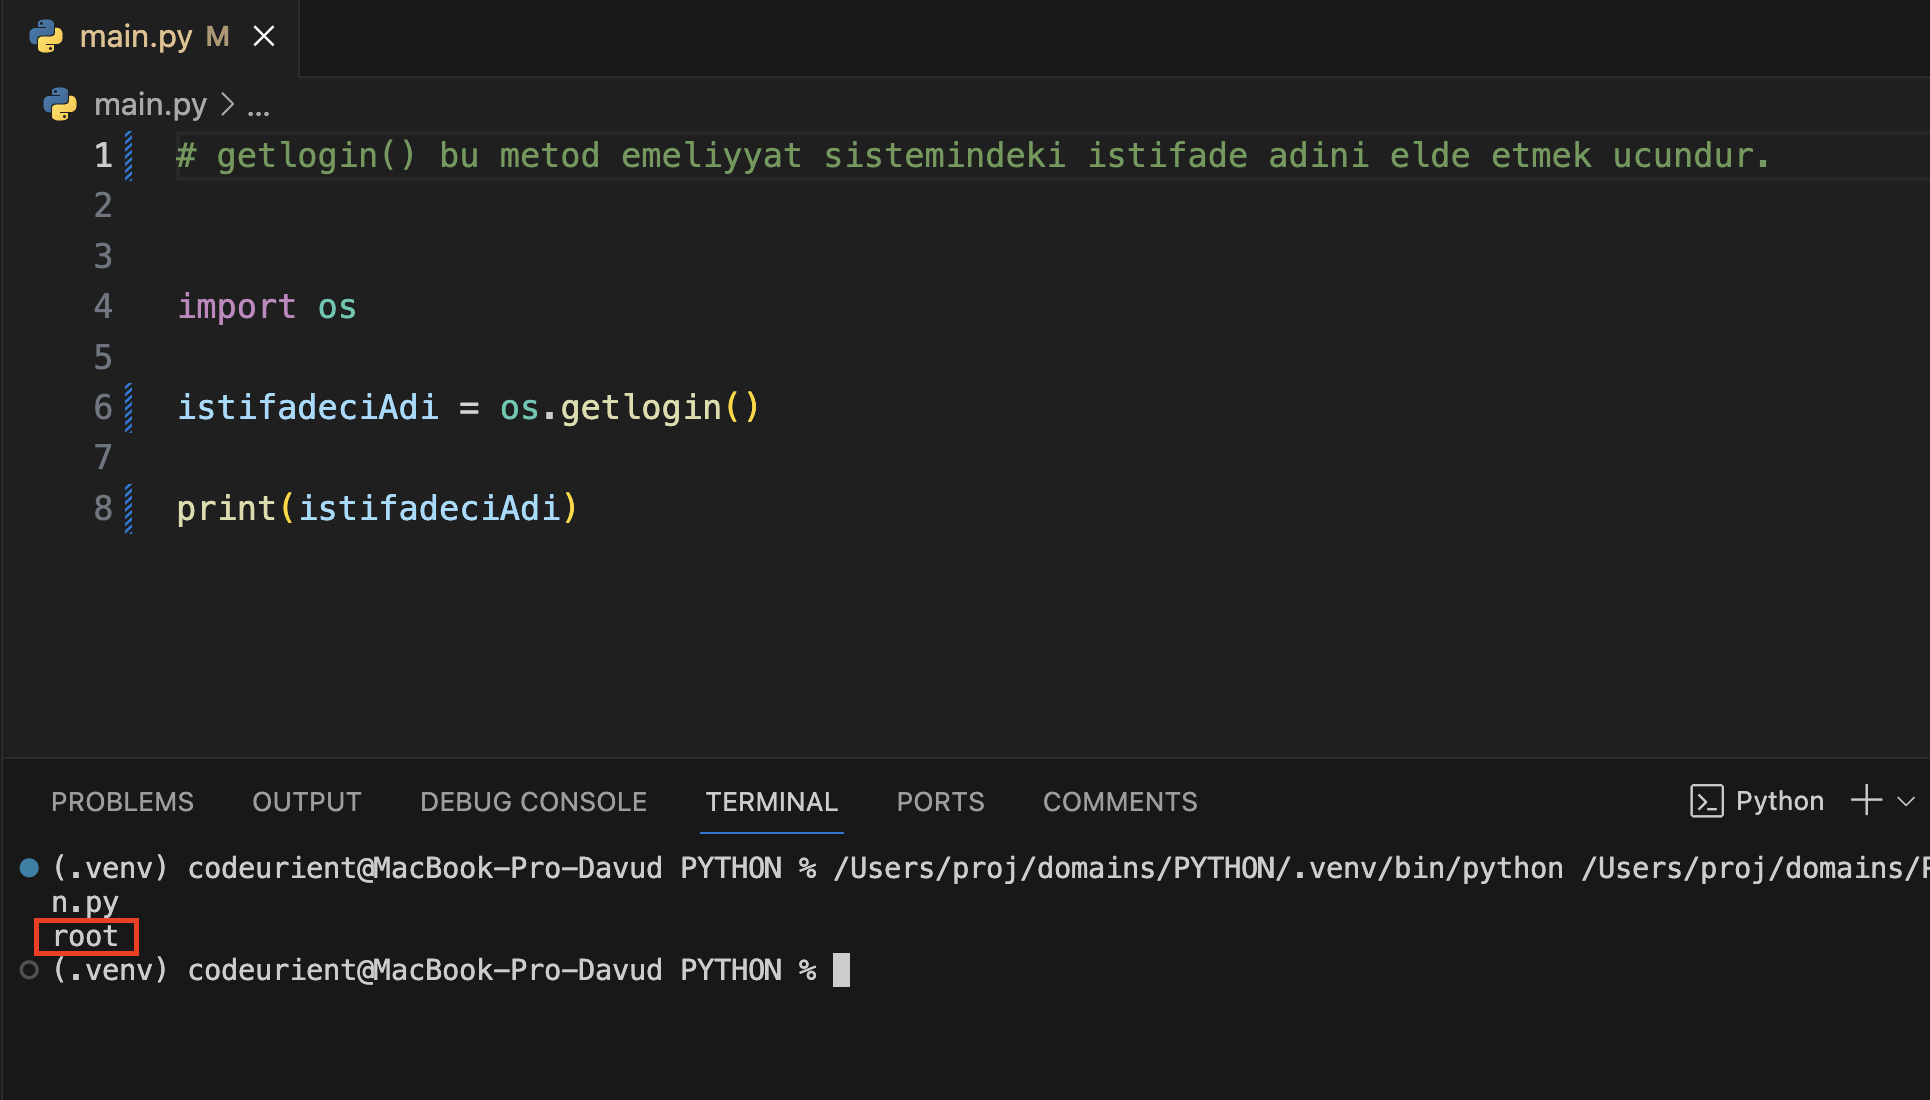 main.py M
main.py > ...
1 # getlogin() bu metod emeliyyat sistemindeki istifade adini elde etmek ucundur.
2
3
4 import os
5
6 istifadeciAdi = os.getlogin()
7
8 print(istifadeciAdi)
PROBLEMS OUTPUT DEBUG CONSOLE TERMINAL PORTS COMMENTS Python
(.venv) codeurient@MacBook-Pro-Davud PYTHON % /Users/proj/domains/PYTHON/.venv/bin/python /Users/proj/domains/
n.py
root
(.venv) codeurient@MacBook-Pro-Davud PYTHON %